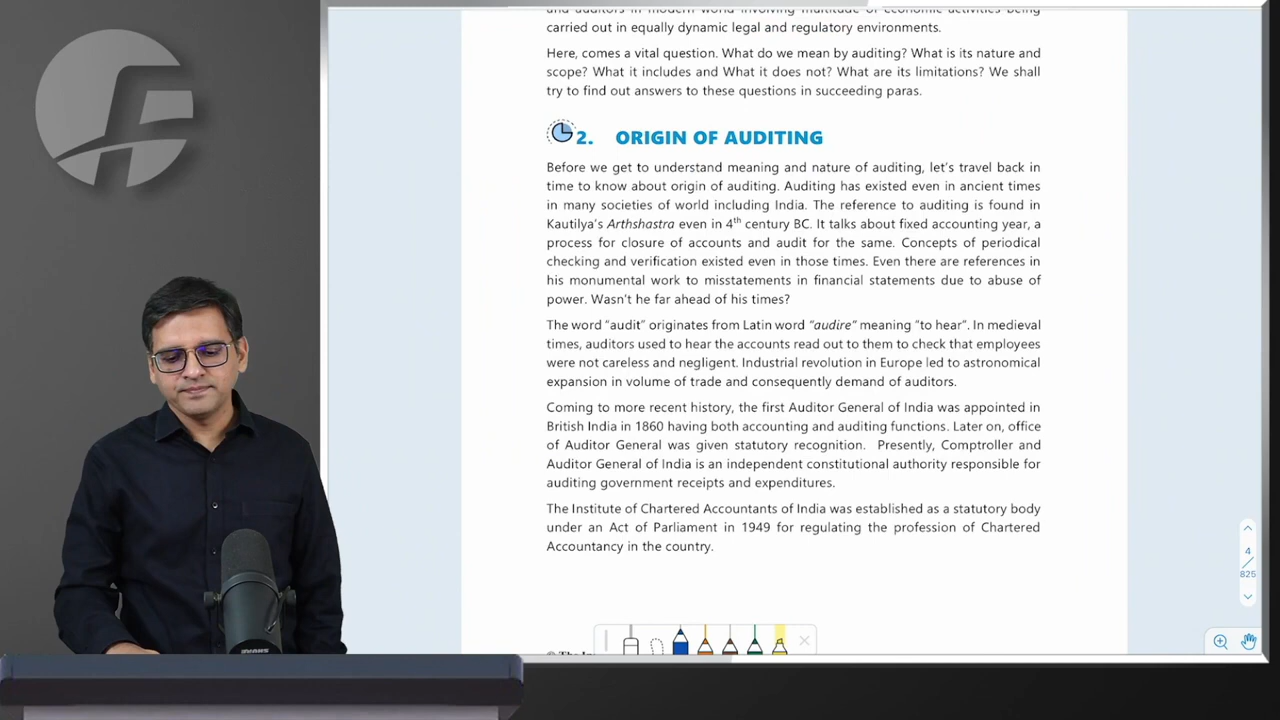 and auditors in modern world involving multitude of economic activities being
carried out in equally dynamic legal and regulatory environments.
Here, comes a vital question. What do we mean by auditing? What is its nature and
scope? What it includes and What it does not? What are its limitations? We shall
try to find out answers to these questions in succeeding paras.
2. ORIGIN OF AUDITING
Before we get to understand meaning and nature of auditing, let's travel back in
time to know about origin of auditing. Auditing has existed even in ancient times
in many societies of world including India. The reference to auditing is found in
Kautilya's Arthshastra even in 4th century BC. It talks about fixed accounting year, a
process for closure of accounts and audit for the same. Concepts of periodical
checking and verification existed even in those times. Even there are references in
his monumental work to misstatements in financial statements due to abuse of
power. Wasn't he far ahead of his times?
The word "audit" originates from Latin word "audire" meaning "to hear". In medieval
times, auditors used to hear the accounts read out to them to check that employees
were not careless and negligent. Industrial revolution in Europe led to astronomical
expansion in volume of trade and consequently demand of auditors.
Coming to more recent history, the first Auditor General of India was appointed in
British India in 1860 having both accounting and auditing functions. Later on, office
of Auditor General was given statutory recognition. Presently, Comptroller and
Auditor General of India is an independent constitutional authority responsible for
auditing government receipts and expenditures.
The Institute of Chartered Accountants of India was established as a statutory body
under an Act of Parliament in 1949 for regulating the profession of Chartered
Accountancy in the country.
4
825